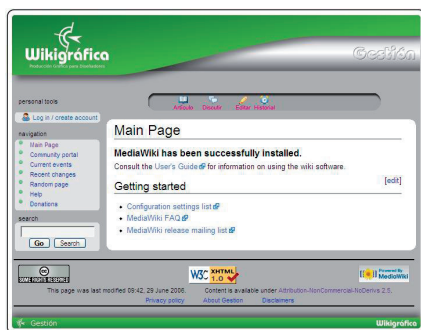 Wikigráfica
Producción Gráfica para Diseñadores
Gestión
personal tools
Log in / create account
navigation
Main Page
Community portal
Current events
Recent changes
Random page
Help
Donations
search
Go Search
Artículo Discutir Editar Historial
Main Page
MediaWiki has been successfully installed.
Consult the User's Guide for information on using the wiki software.
[edit]
Getting started
Configuration settings list
MediaWiki FAQ
MediaWiki release mailing list
cc
SOME RIGHTS RESERVED
W3C XHTML 1.0
Powered By MediaWiki
This page was last modified 09:42, 29 June 2006. Content is available under Attribution-NonCommercial-NoDerivs 2.5.
Privacy policy About Gestion Disclaimers
Gestión
Wikigráfica